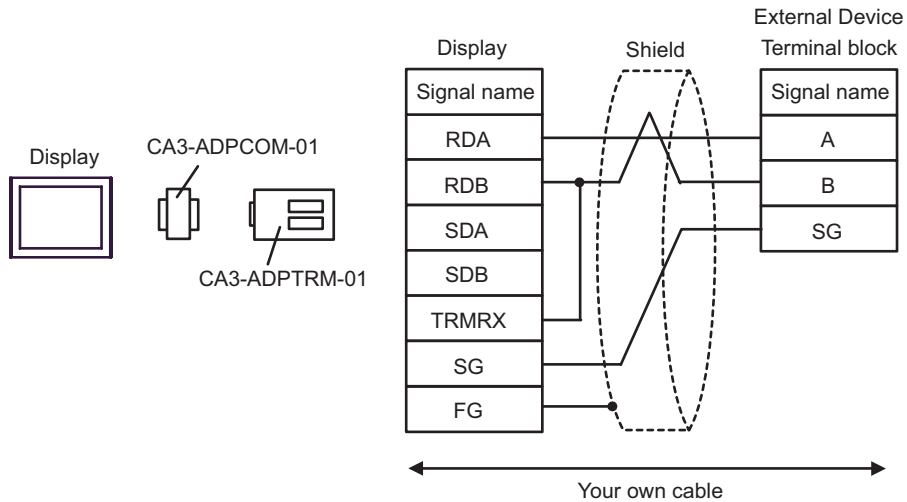 External Device
Display
Shield
Terminal block
Signal name
Signal name
RDA
A
RDB
B
SDA
SG
SDB
TRMRX
SG
FG
Display
CA3-ADPCOM-01
CA3-ADPTRM-01
Your own cable